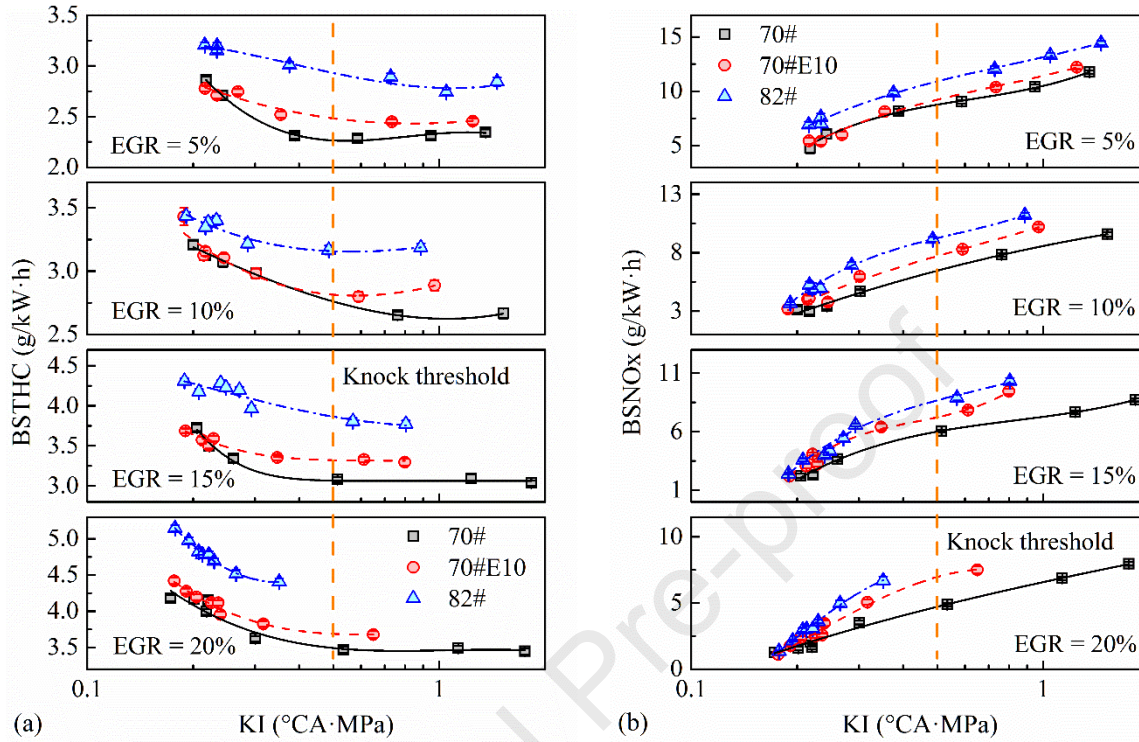 3.5
3.0
2.5
2.0
EGR = 5%
3.5
3.0
2.5
EGR = 10%
4.5
4.0
3.5
3.0
Knock threshold
EGR = 15%
5.0
4.5
4.0
3.5
70#
70#E10
82#
EGR = 20%
BSTHC (g/kW·h)
0.1
1
(a)
KI (°CA·MPa)
15
10
5
70#
70#E10
82#
EGR = 5%
13
8
3
EGR = 10%
11
6
1
EGR = 15%
10
5
0
Knock threshold
EGR = 20%
BSNOx (g/kW·h)
0.1
1
(b)
KI (°CA·MPa)
Pre-proof